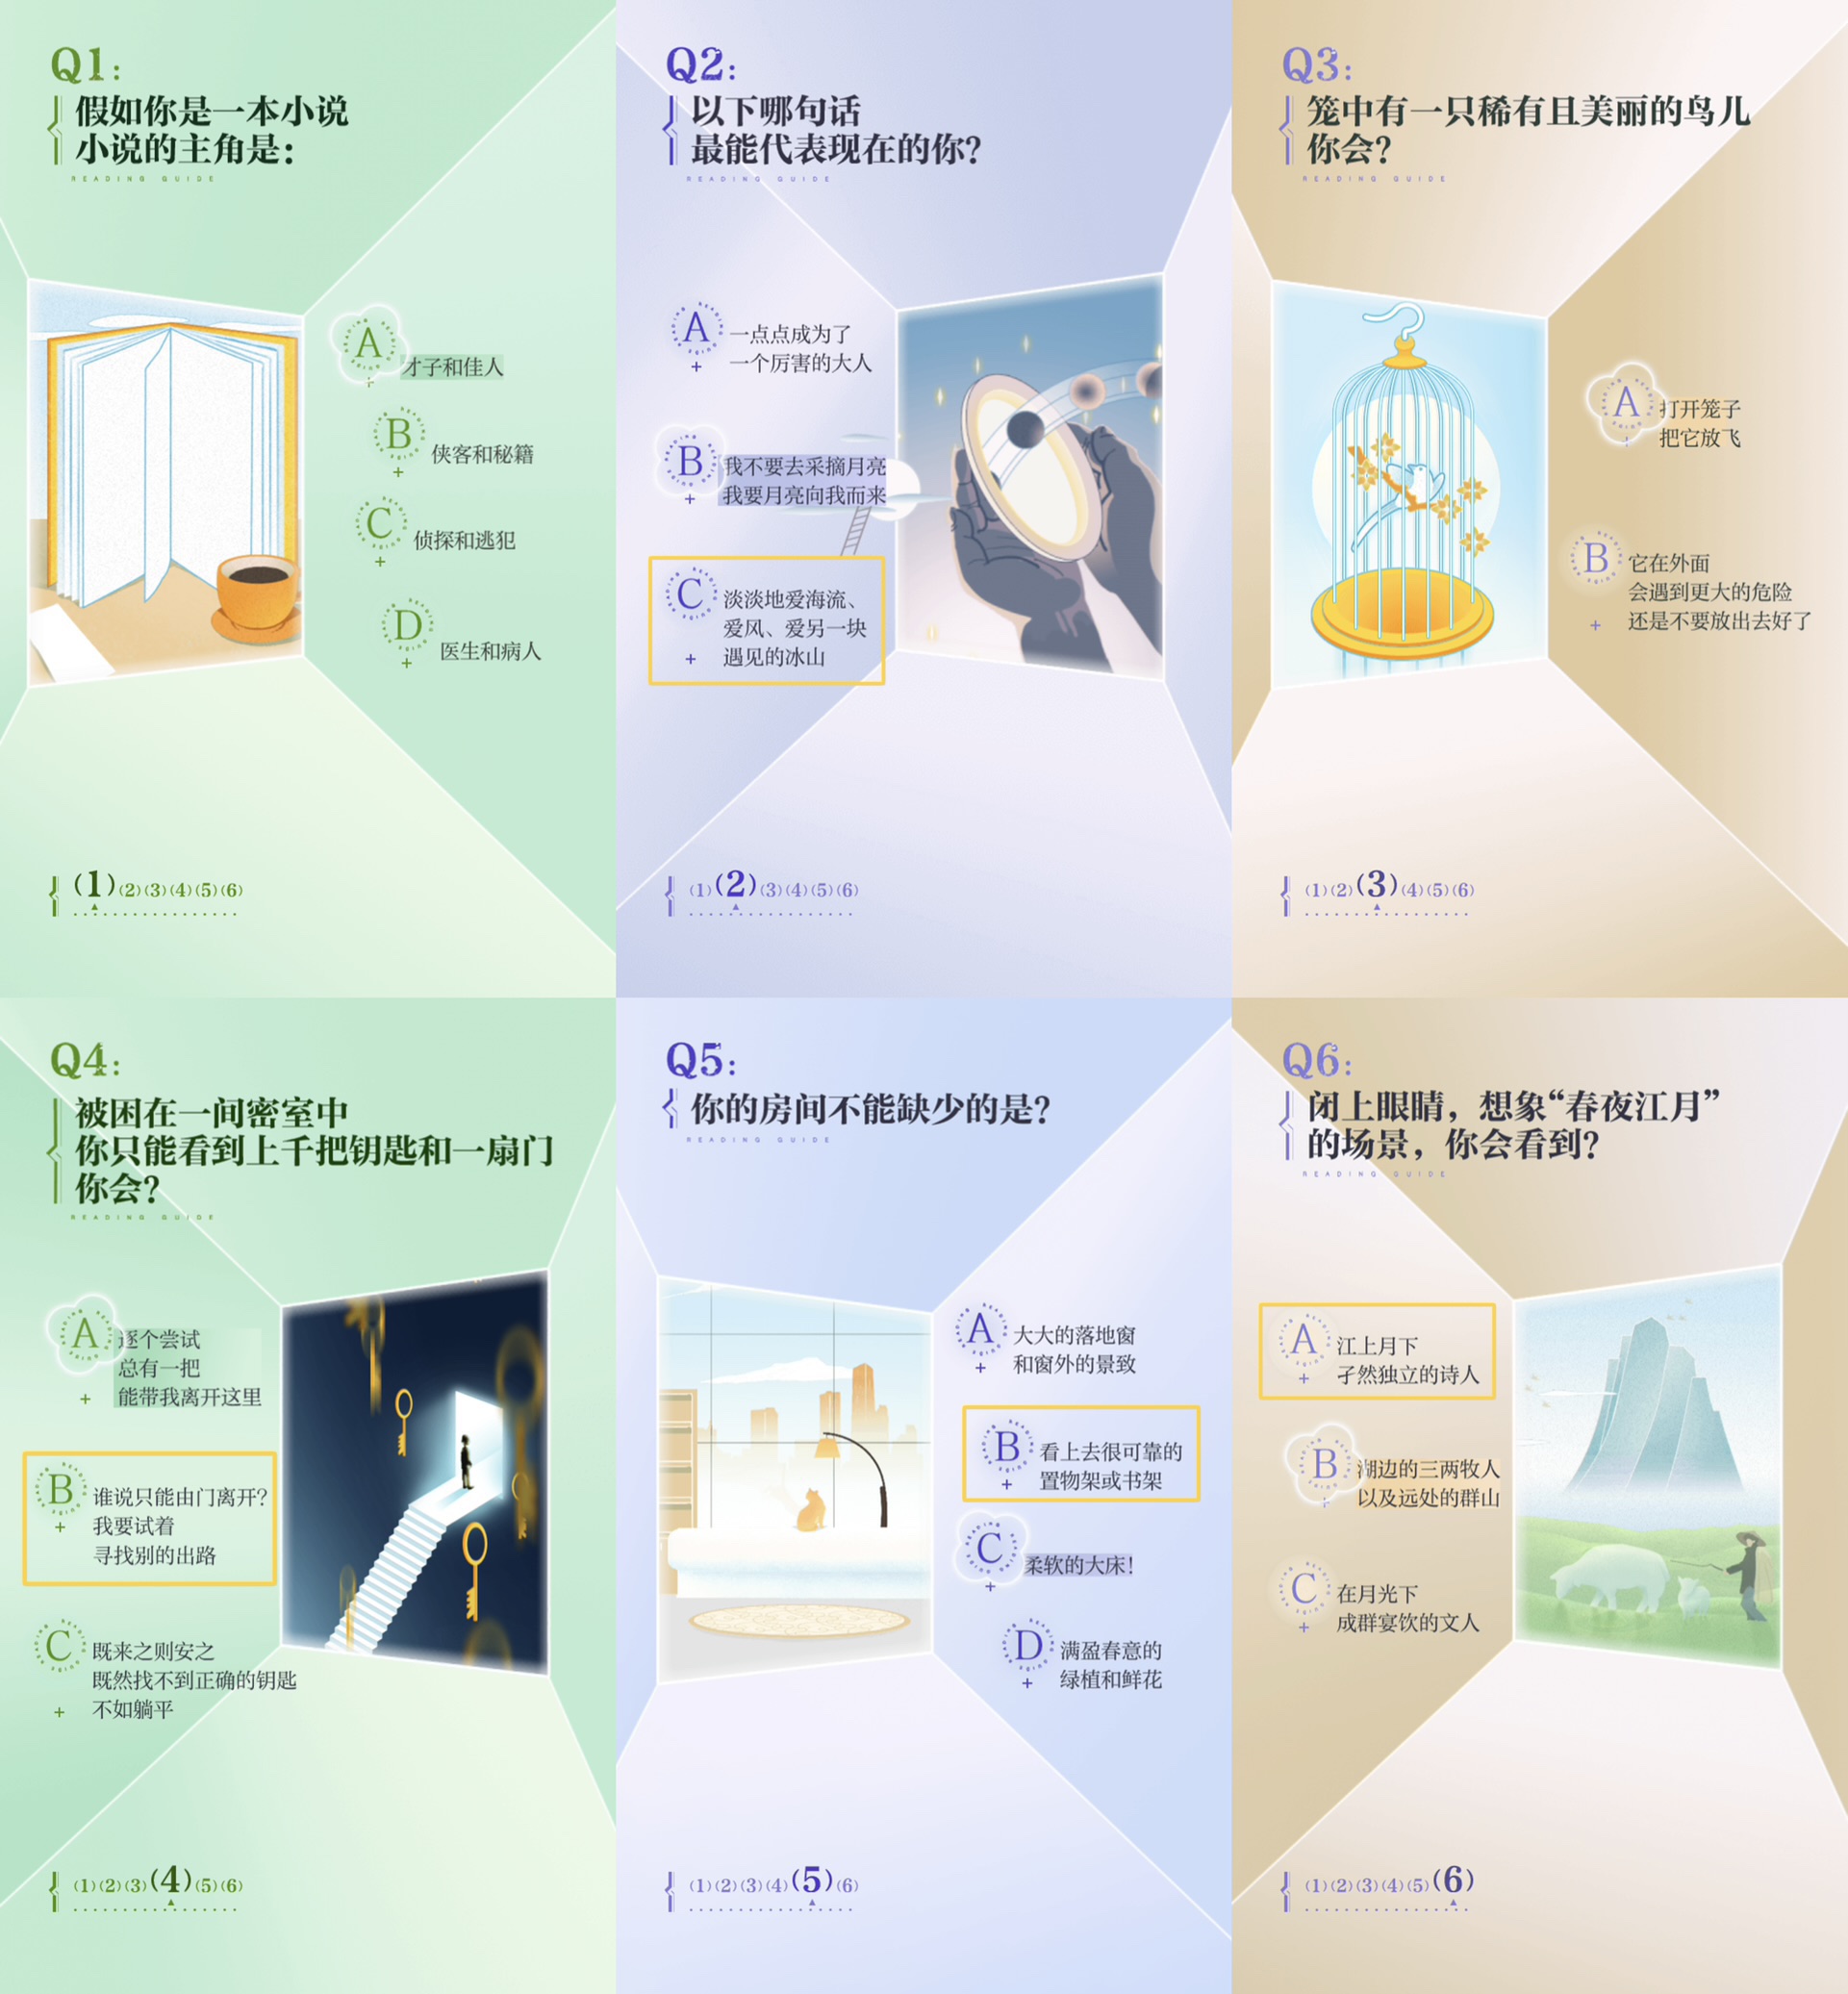 Q1:
假如你是一本小说
小说的主角是:
READING GUIDE
A
才子和佳人
B
侠客和秘籍
C
侦探和逃犯
D
医生和病人
(1)(2)(3)(4)(5)(6)
Q2:
以下哪句话
最能代表现在的你?
READING GUIDE
A
一点点成为了
一个厉害的大人
B
我不要去采摘月亮
我要月亮向我而来
C
淡淡地爱海流、
爱风、爱另一块
遇见的冰山
(1)(2)(3)(4)(5)(6)
Q3:
笼中有一只稀有且美丽的鸟儿
你会?
READING GUIDE
A
打开笼子
把它放飞
B
它在外面
会遇到更大的危险
还是不要放出去好了
(1)(2)(3)(4)(5)(6)
Q4:
被困在一间密室中
你只能看到上千把钥匙和一扇门
你会?
READING GUIDE
A
逐个尝试
总有一把
能带我离开这里
B
谁说只能由门离开?
我要试着
寻找别的出路
C
既来之则安之
既然找不到正确的钥匙
不如躺平
(1)(2)(3)(4)(5)(6)
Q5:
你的房间不能缺少的是?
READING GUIDE
A
大大的落地窗
和窗外的景致
B
看上去很可靠的
置物架或书架
C
柔软的大床!
D
满盈春意的
绿植和鲜花
(1)(2)(3)(4)(5)(6)
Q6:
闭上眼睛，想象“春夜江月”
的场景，你会看到?
READING GUIDE
A
江上月下
孑然独立的诗人
B
湖边的三两牧人
以及远处的群山
C
在月光下
成群宴饮的文人
(1)(2)(3)(4)(5)(6)